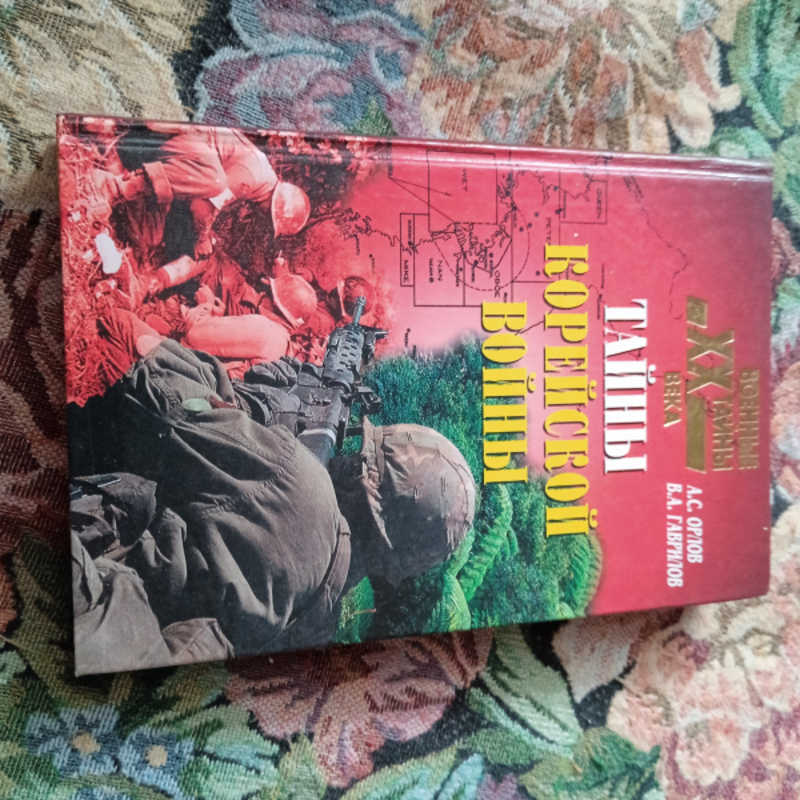 А.С. ОРЛОВ
В.А. ГАВРИЛОВ
ВОЕННЫЕ
ТАЙНЫ
XX
ВЕКА
ТАЙНЫ
КОРЕЙСКОЙ
ВОЙНЫ